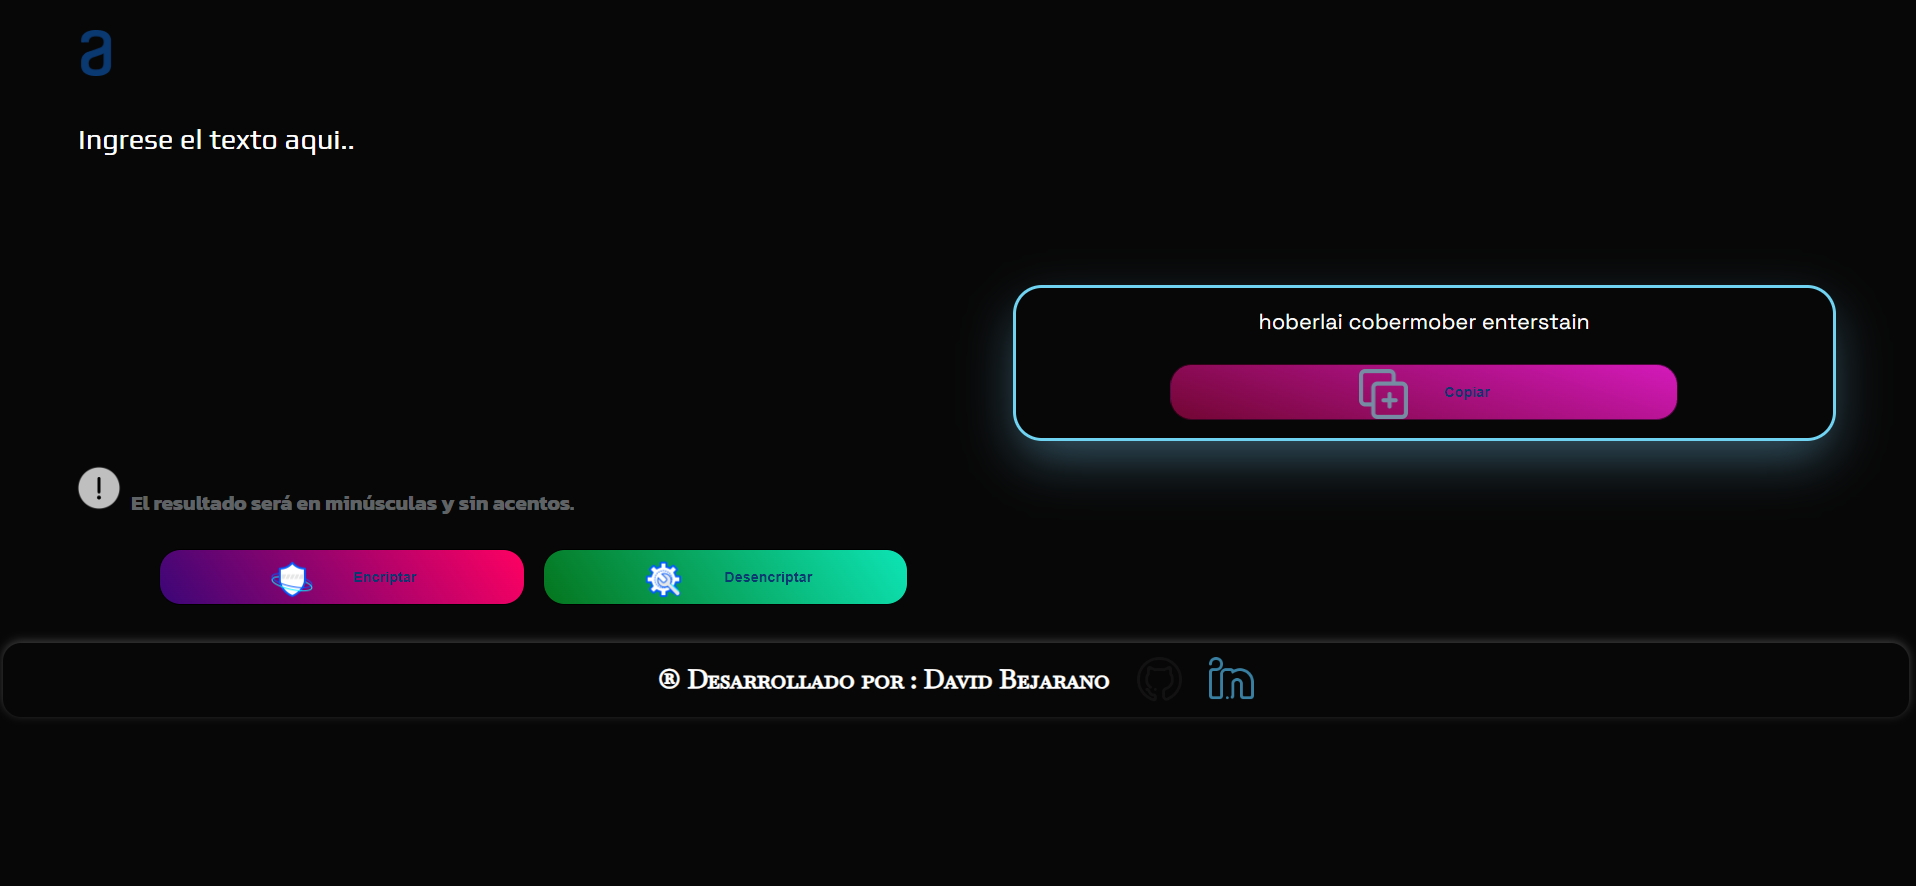 a
Ingrese el texto aqui..
hoberlai cobermober enterstain
Copiar
El resultado será en minúsculas y sin acentos.
Encriptar
Desencriptar
® Desarrollado por : David Bejarano
in